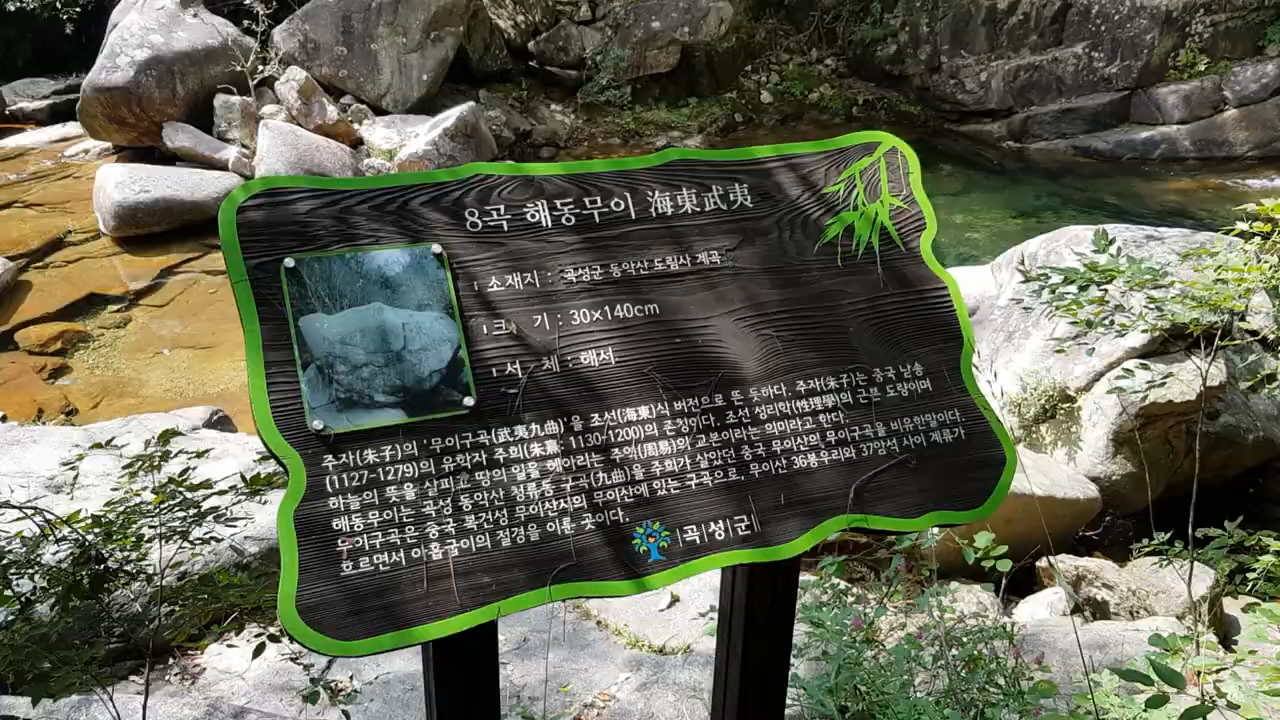 8곡 해동무이 海東武夷
소재지 : 곡성군 동악산 도림사 계곡
크 기 : 30×140cm
서 체 : 해서
주자(朱子)의 '무이구곡(武夷九曲)'을 조선(海東)식 버전으로 또 듯하다. 주자(朱子)는 중국 남송
(1127-1279)의 유학자 주희(朱熹, 1130-1200)의 존칭이다. 조선 성리학(性理學)의 근본 도량이며
하늘의 뜻을 살피고 땅의 일을 헤아리는 주역(周易)의 교본이라는 의미라고 한다.
해동무이는 곡성 동악산 청류동 구곡(九曲)을 주희가 살았던 중국 무이산의 무이구곡을 비유한말이다.
무이구곡은 중국 복건성 무이산시의 무이산에 있는 구곡으로, 무이산 36봉우리와 37암석 사이 계류가
흐르면서 아홉굽이의 절경을 이룬 곳이다.
곡성군